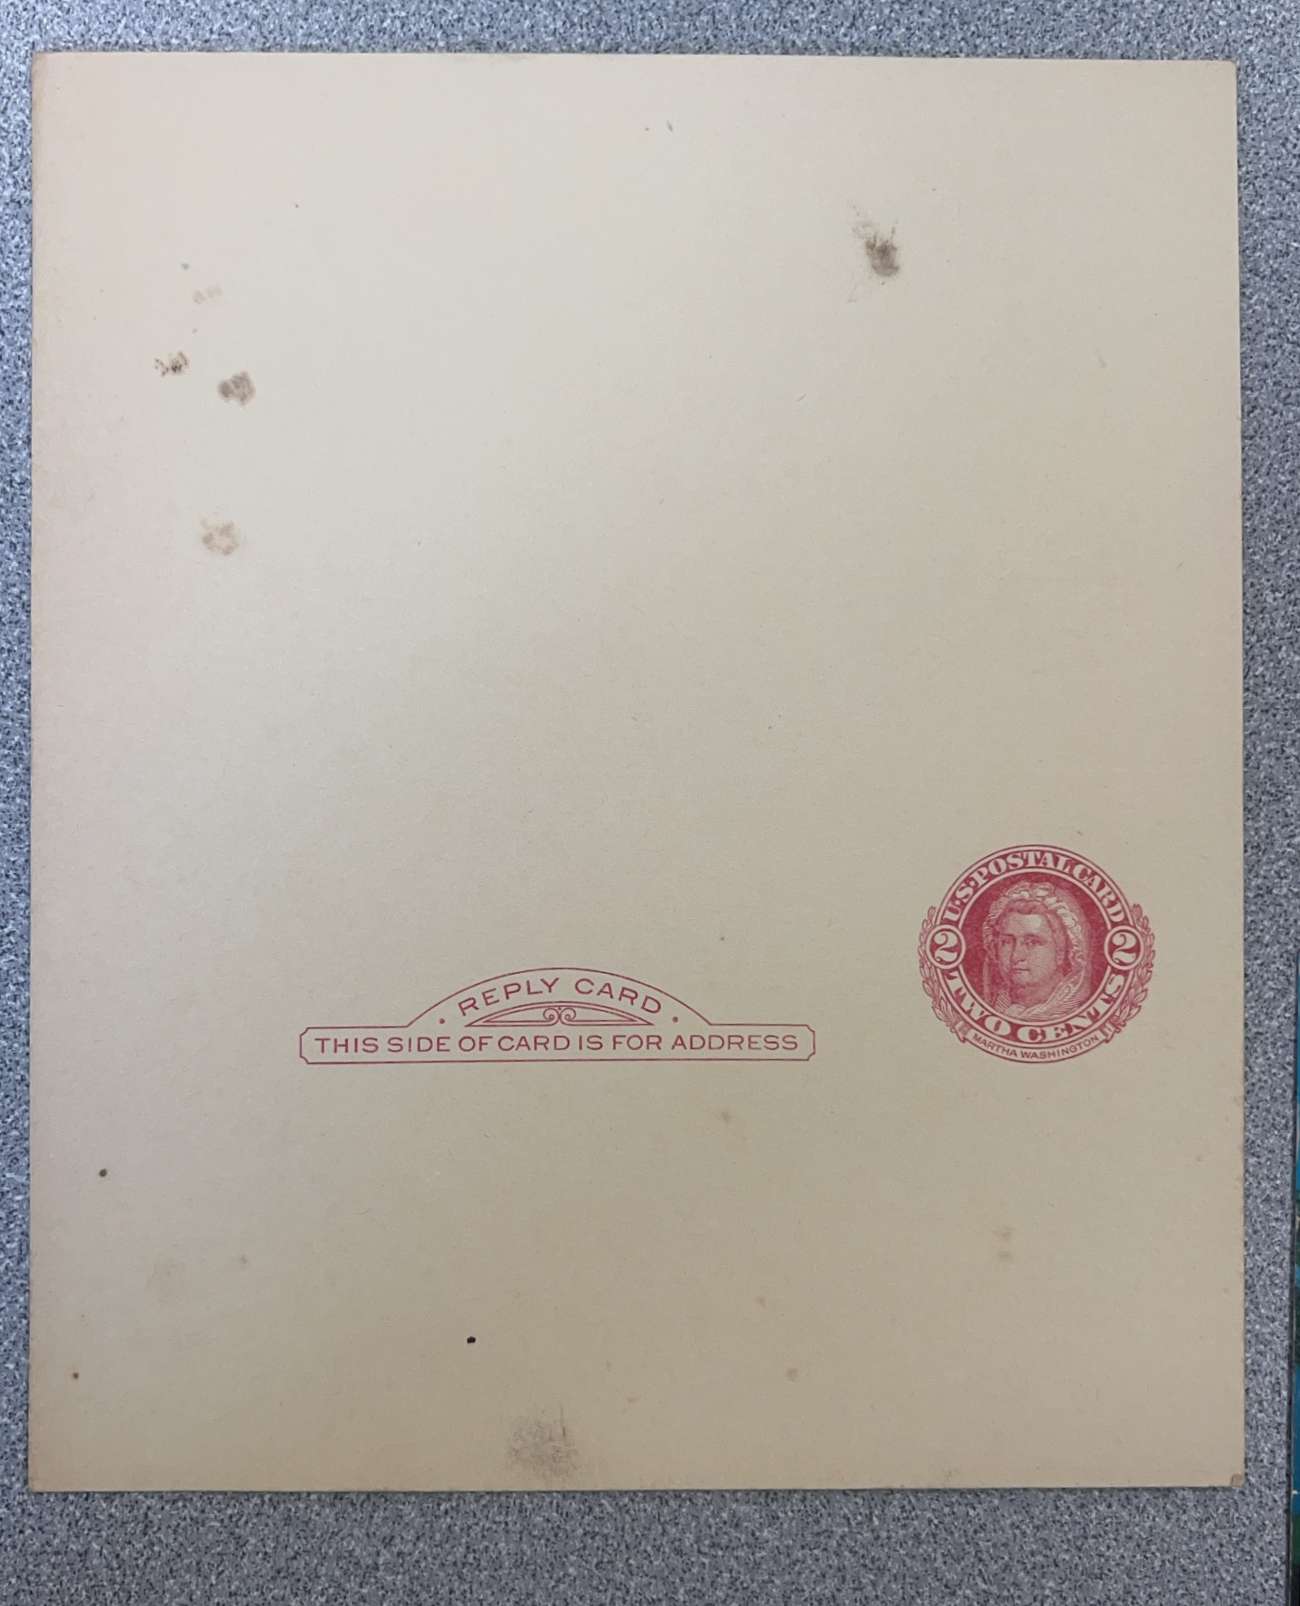 REPLY CARD
THIS SIDE OF CARD IS FOR ADDRESS
U.S. POSTAL CARD
2 2
TWO CENTS
MARTHA WASHINGTON